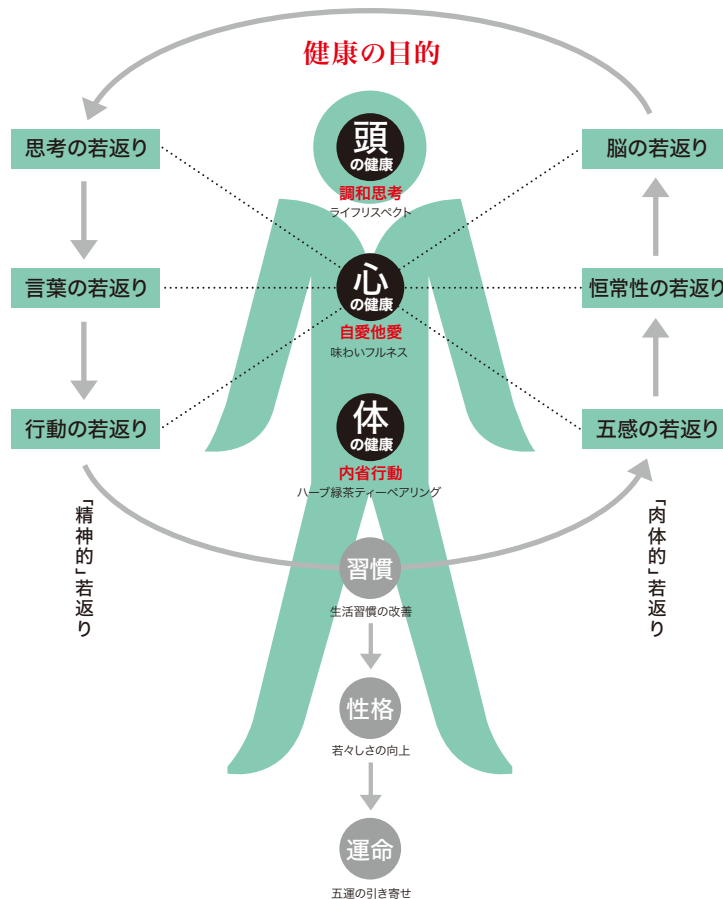 健康の目的
頭
の健康
調和思考
ライフリスペクト
思考の若返り
脳の若返り
心
の健康
自愛他愛
味わいフルネス
言葉の若返り
恒常性の若返り
体
の健康
内省行動
ハーブ緑茶ティーペアリング
行動の若返り
五感の若返り
「精神的」若返り
「肉体的」若返り
習慣
生活習慣の改善
性格
若々しさの向上
運命
五運の引き寄せ